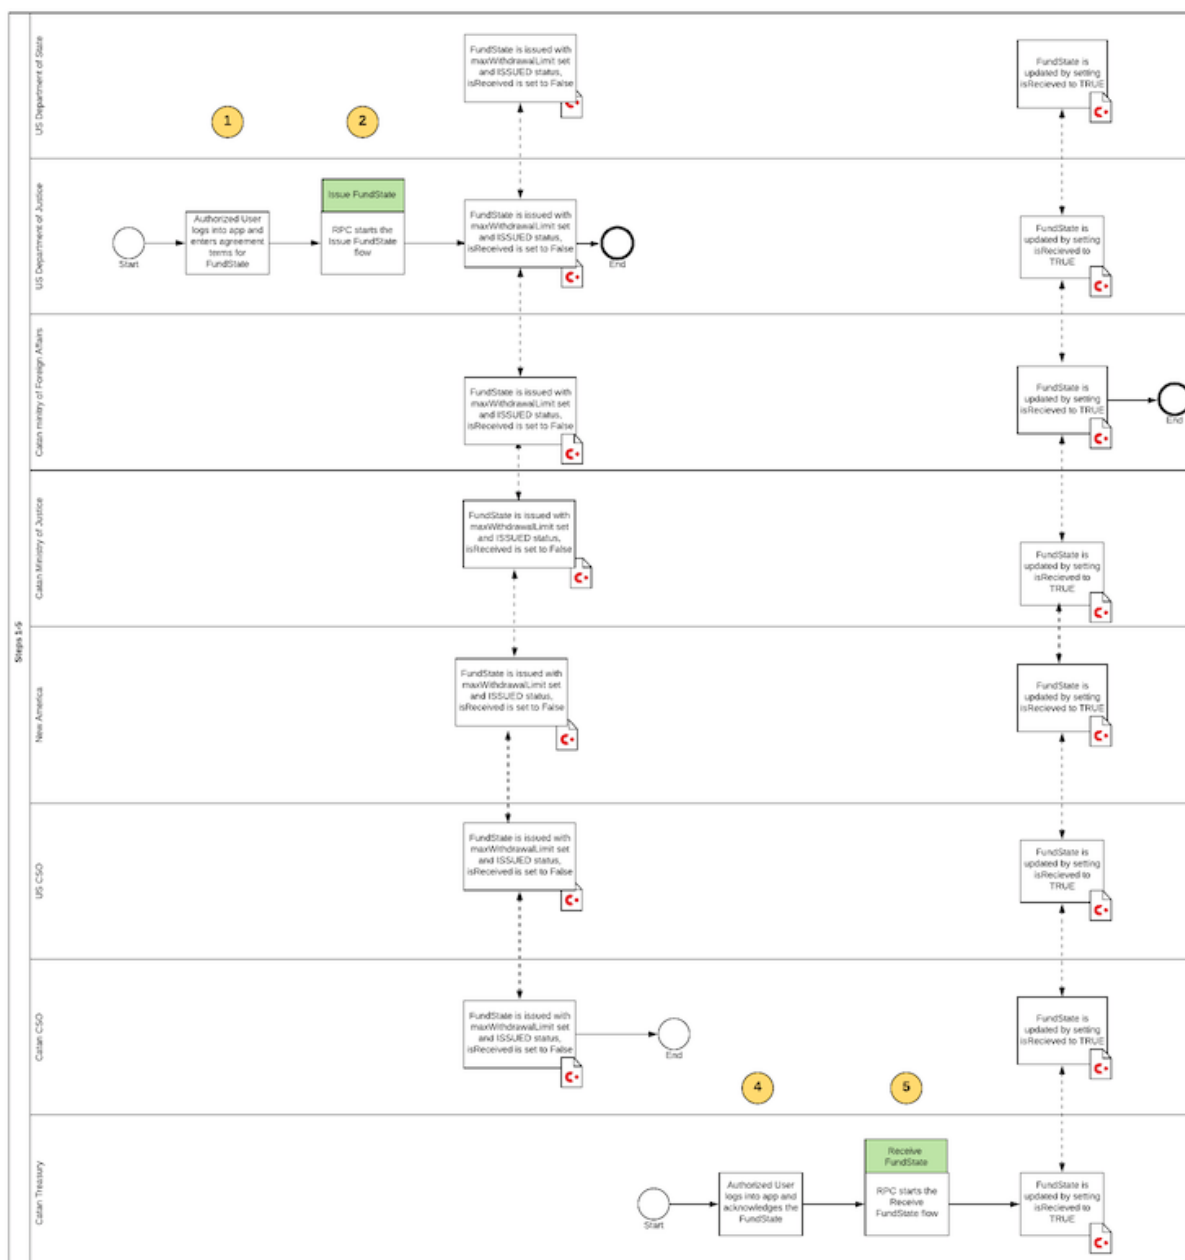 Steps 1-5
US Department of State
1
2
FundState is issued with
maxWithdrawalLimit set
and ISSUED status,
isReceived is set to False
FundState is
updated by setting
isRecieved to TRUE
US Department of Justice
Start
Authorized User
logs into app and
enters agreement
terms for
FundState
Issue FundState
RPC starts the
Issue FundState
flow
FundState is issued with
maxWithdrawalLimit set
and ISSUED status,
isReceived is set to False
End
FundState is
updated by setting
isRecieved to
TRUE
Catan minitry of Foreign Affairs
FundState is issued with
maxWithdrawalLimit set
and ISSUED status,
isReceived is set to False
FundState is
updated by setting
isRecieved to TRUE
End
Catan Ministry of Justice
FundState is issued with
maxWithdrawalLimit set
and ISSUED status,
isReceived is set to False
FundState is
updated by setting
isRecieved to
TRUE
New America
FundState is issued with
maxWithdrawalLimit set
and ISSUED status,
isReceived is set to False
FundState is
updated by setting
isRecieved to TRUE
US CSO
FundState is issued with
maxWithdrawalLimit set
and ISSUED status,
isReceived is set to False
FundState is
updated by setting
isRecieved to
TRUE
Catan CSO
FundState is issued with
maxWithdrawalLimit set
and ISSUED status,
isReceived is set to False
End
FundState is
updated by setting
isRecieved to TRUE
4
5
Catan Treasury
Start
Authorized User
logs into app and
acknowledges the
FundState
Receive
FundState
RPC starts the
Receive
FundState flow
FundState is
updated by setting
isRecieved to
TRUE